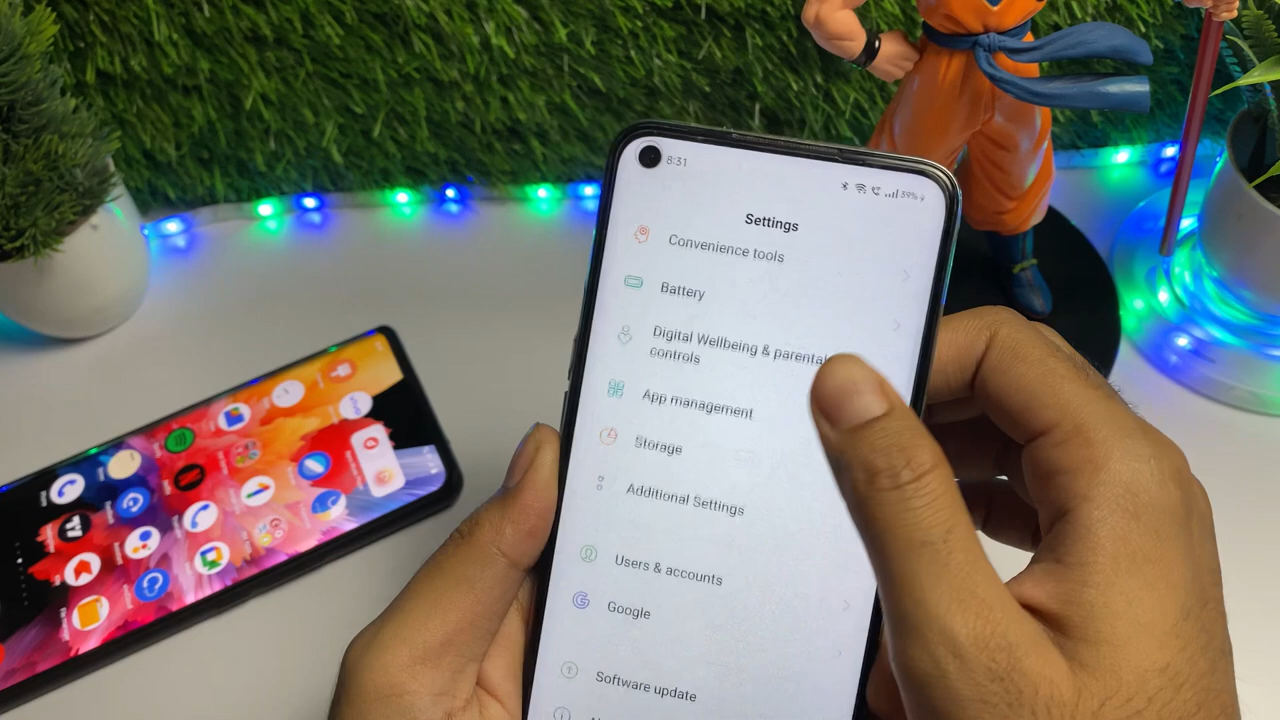 8:31
39%
Settings
Convenience tools
Battery
Digital Wellbeing & parental
controls
App management
Storage
Additional Settings
Users & accounts
Google
Software update